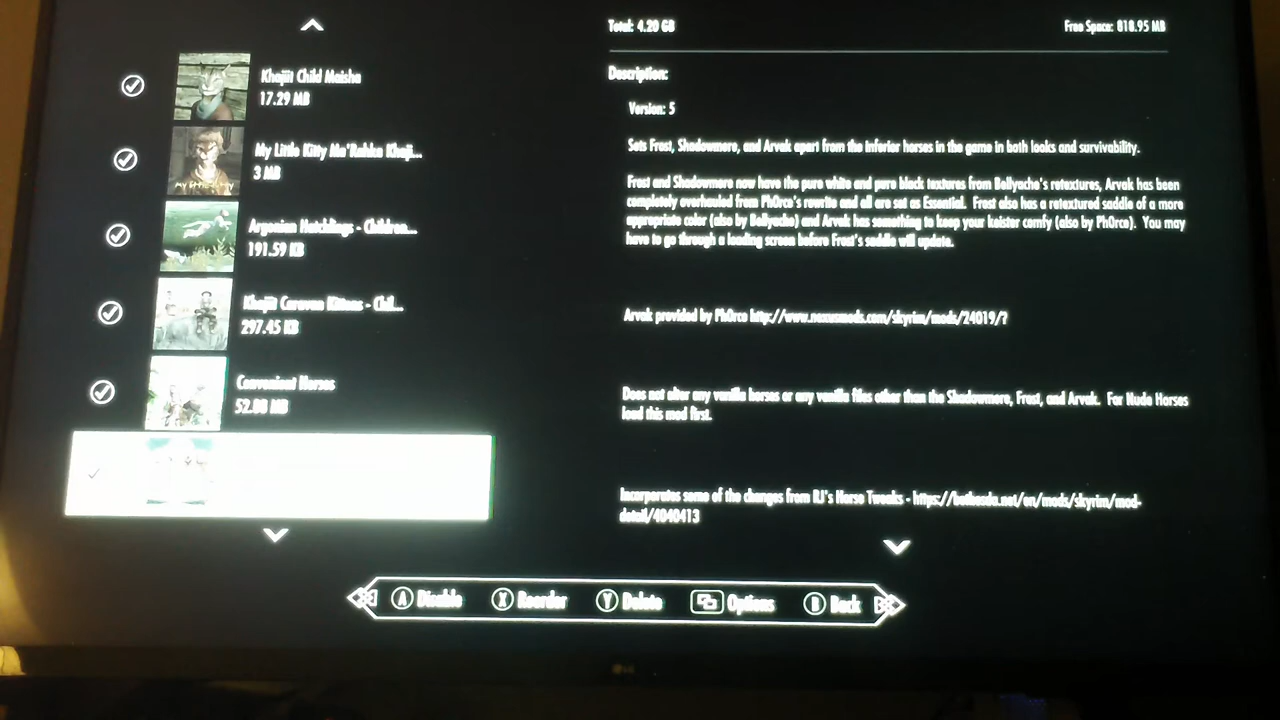 Total: 4.20 GB
Free Space: 818.95 MB
Khajiit Child Maisha
17.29 MB
My Little Kitty Ma'Rahka Khaji...
3 MB
Argonian Hatchlings - Children...
191.59 KB
Khajiit Caravan Kittens - Chil...
297.45 KB
Convenient Horses
52.88 MB
Description:
Version: 5
Sets Frost, Shadowmere, and Arvak apart from the inferior horses in the game in both looks and survivability.
Frost and Shadowmere now have the pure white and pure black textures from Bellyache's retextures, Arvak has been
completely overhauled from PhOrce's rewrite and all are set as Essential. Frost also has a retextured saddle of a more
appropriate color (also by Bellyache) and Arvak has something to keep your keister comfy (also by PhOrce). You may
have to go through a loading screen before Frost's saddle will update.
Arvak provided by PhOrce http://www.nexusmods.com/skyrim/mods/24019/?
Does not alter any vanilla horses or any vanilla files other than the Shadowmere, Frost, and Arvak. For Nude Horses
load this mod first.
Incorporates some of the changes from RJ's Horse Tweaks - https://bethesda.net/en/mods/skyrim/mod-
detail/4040413
A Disable
X Reorder
Y Delete
Options
B Back
LG